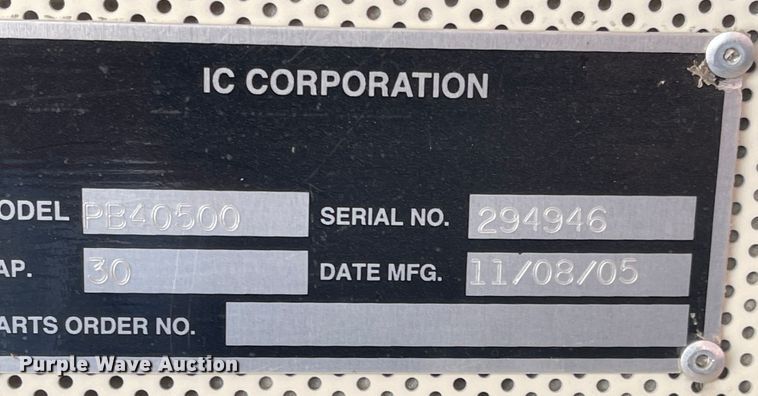 IC CORPORATION
ODEL PB40500 SERIAL NO. 294946
AP. 30 DATE MFG. 11/08/05
ARTS ORDER NO.
Purple Wave Auction